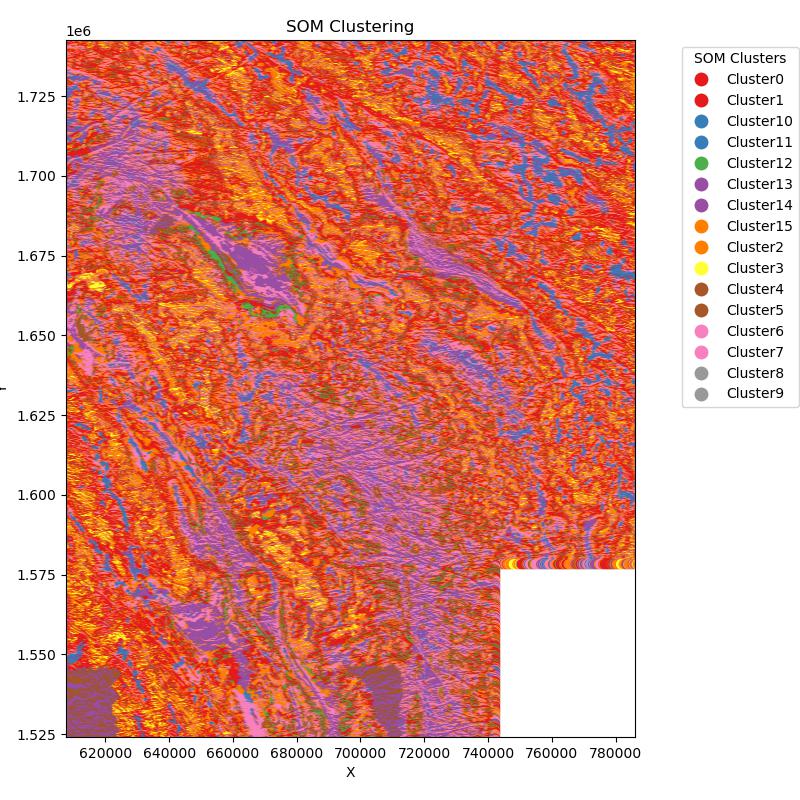 SOM Clustering
1e6
1.725
1.700
1.675
1.650
1.625
1.600
1.575
1.550
1.525
620000 640000 660000 680000 700000 720000 740000 760000 780000
X
SOM Clusters
Cluster0
Cluster1
Cluster10
Cluster11
Cluster12
Cluster13
Cluster14
Cluster15
Cluster2
Cluster3
Cluster4
Cluster5
Cluster6
Cluster7
Cluster8
Cluster9